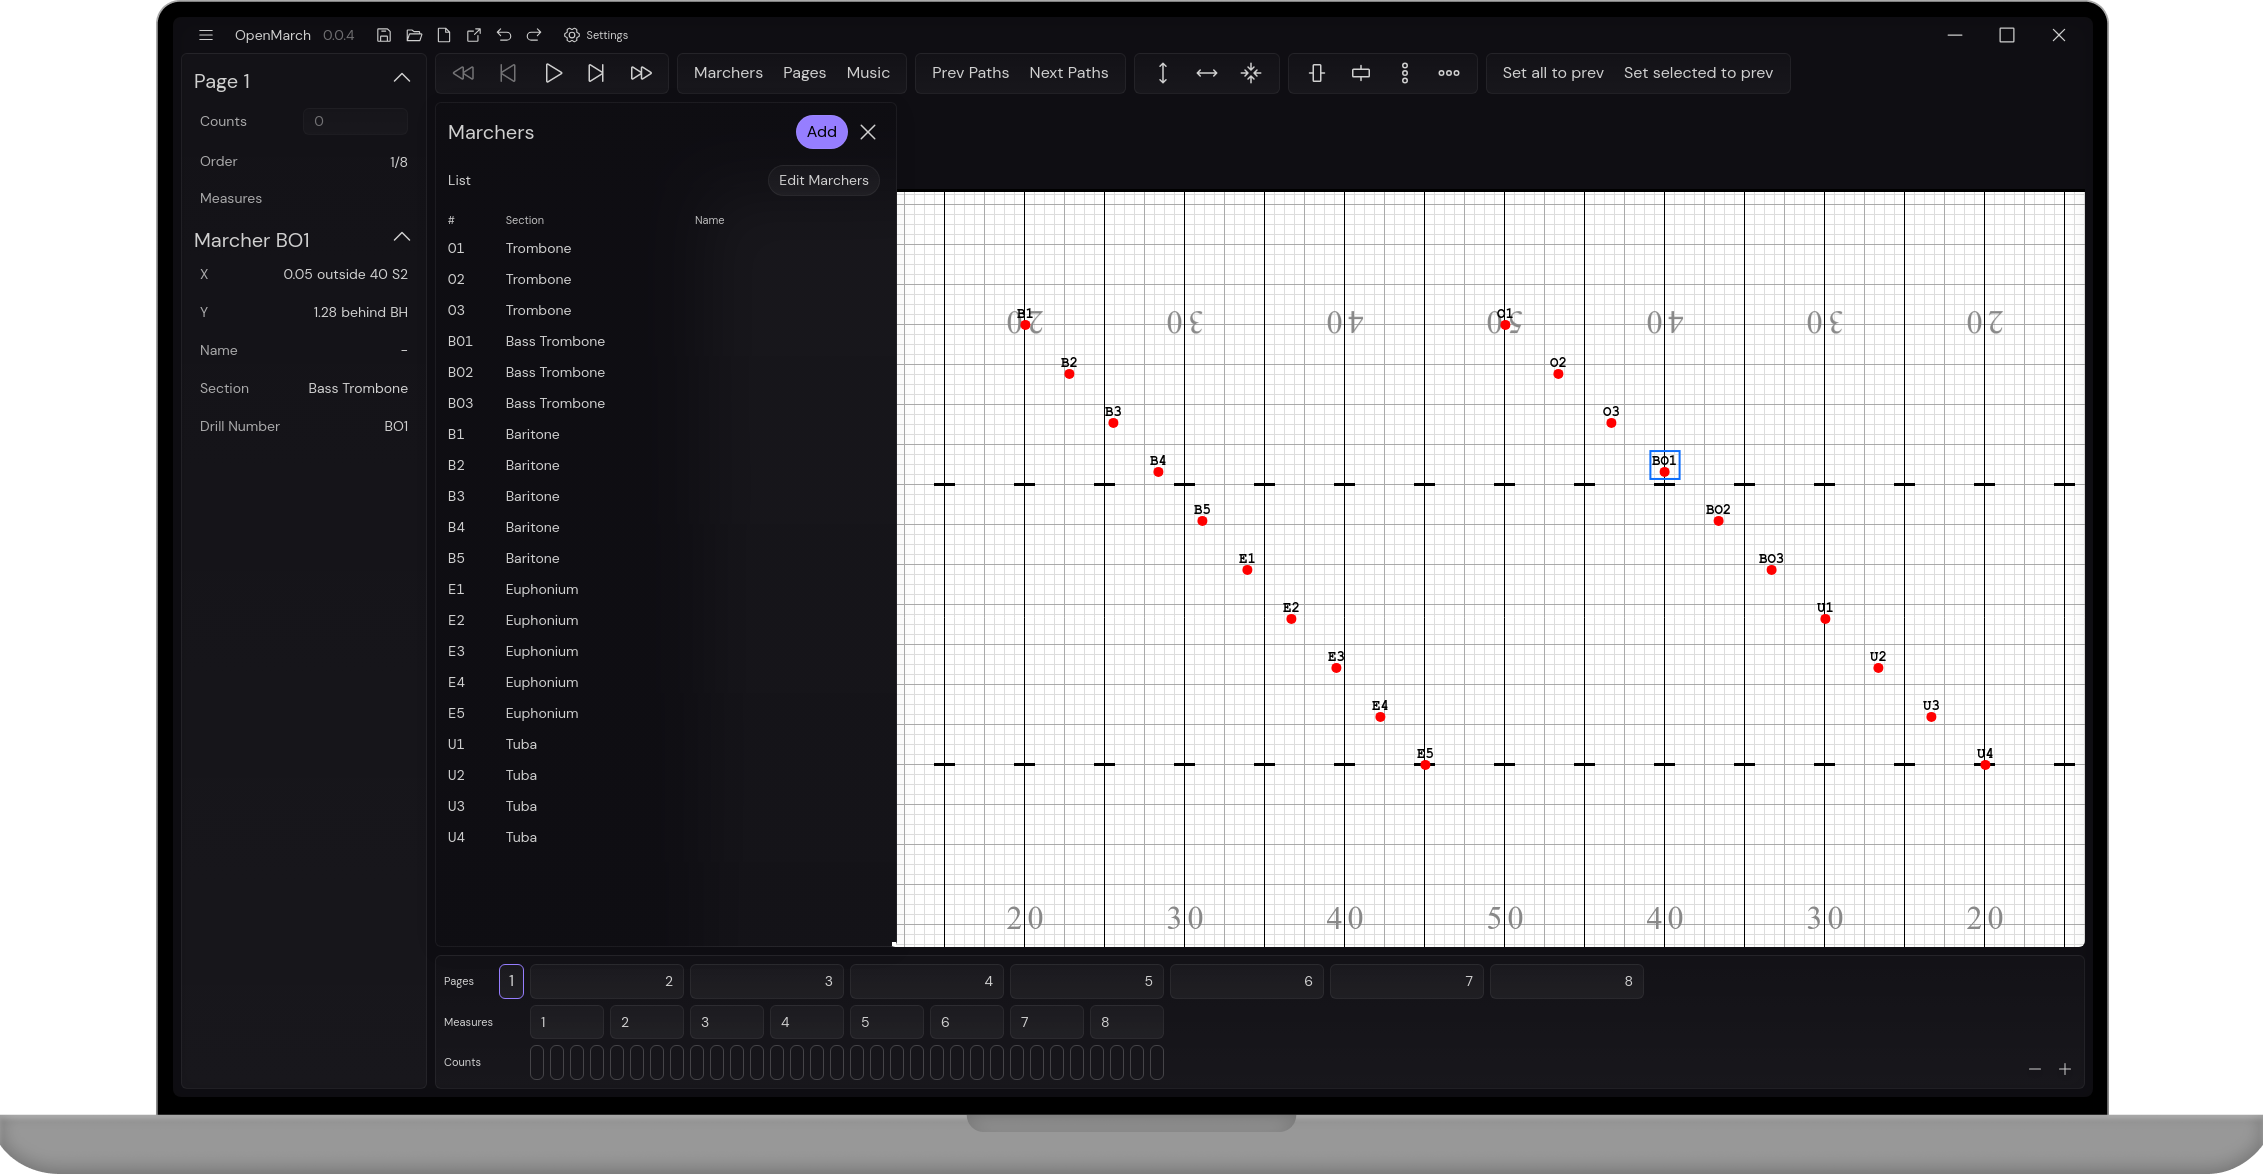 OpenMarch 0.0.4 Settings
Marchers Pages Music Prev Paths Next Paths Set all to prev Set selected to prev
Page 1
Counts 0
Order 1/8
Measures
Marcher BO1
X 0.05 outside 40 S2
Y 1.28 behind BH
Name -
Section Bass Trombone
Drill Number BO1
Marchers Add
List Edit Marchers
# Section Name
O1 Trombone
O2 Trombone
O3 Trombone
BO1 Bass Trombone
BO2 Bass Trombone
BO3 Bass Trombone
B1 Baritone
B2 Baritone
B3 Baritone
B4 Baritone
B5 Baritone
E1 Euphonium
E2 Euphonium
E3 Euphonium
E4 Euphonium
E5 Euphonium
U1 Tuba
U2 Tuba
U3 Tuba
U4 Tuba
B1 O1
20 30 40 50 40 30 20
B2 O2
B3 O3
B4 BO1
B5 BO2
E1 BO3
E2 U1
E3 U2
E4 U3
E5 U4
20 30 40 50 40 30 20
Pages 1 2 3 4 5 6 7 8
Measures 1 2 3 4 5 6 7 8
Counts